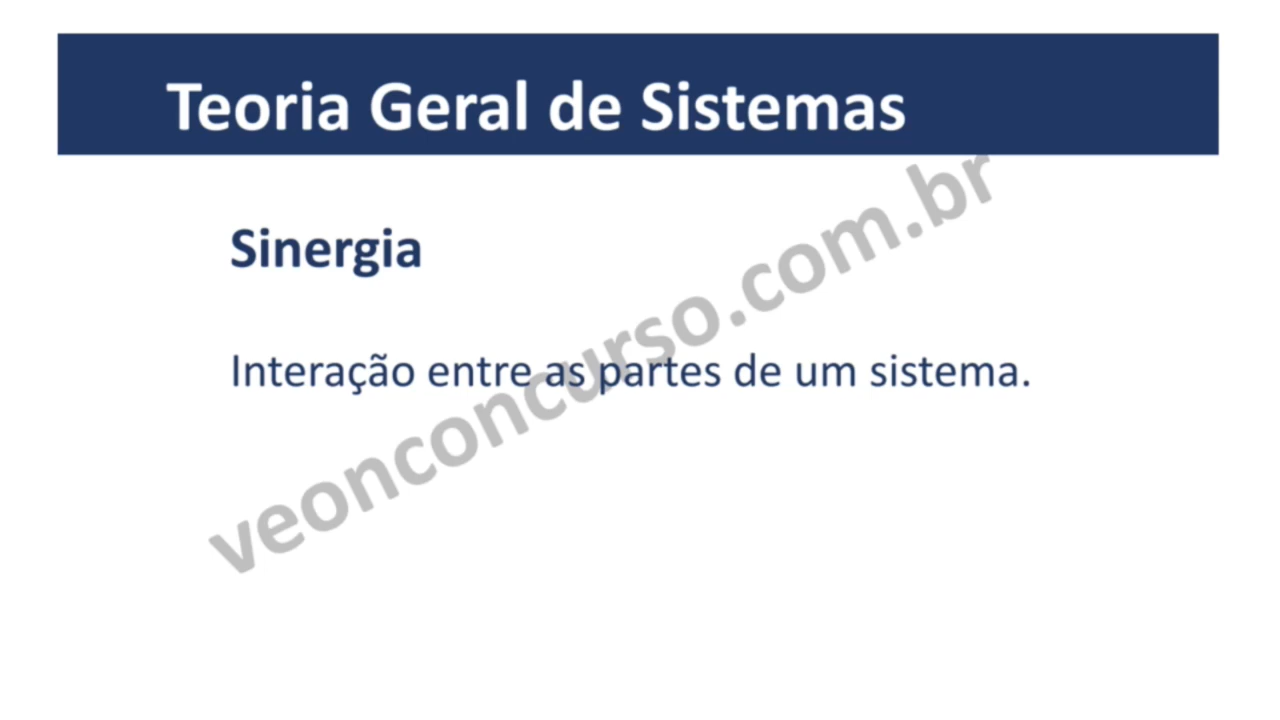 Teoria Geral de Sistemas
Sinergia
Interação entre as partes de um sistema.
veonconcurso.com.br